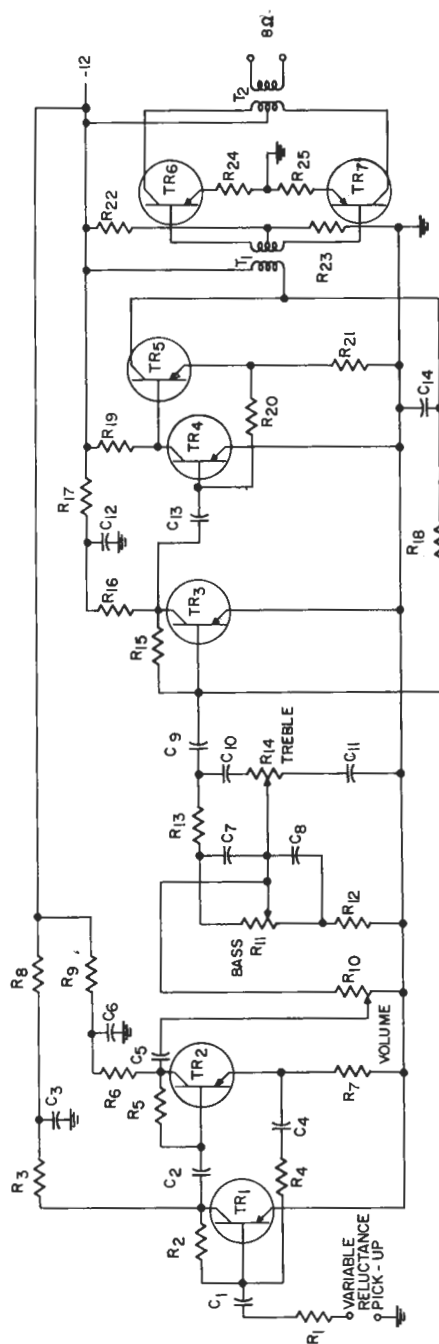 R8
-12
R3
C3
R9
C6
R17
C12
R22
R6
C5
R5
R16
R19
TR5
TR6
T2
8Ω
R2
C2
TR2
R15
C13
TR4
T1
R24
R25
TR1
C1
R4
C4
R7
BASS
R11
R13
C7
C8
C9
C10
R14
TREBLE
TR3
R20
R21
R23
TR7
R1
VARIABLE
RELUCTANCE
PICK-UP
VOLUME
R10
R12
C11
R18
C14